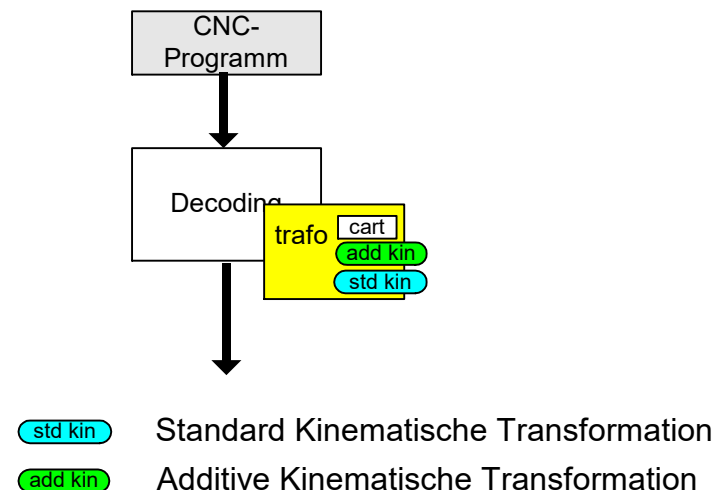 CNC-
Programm
Decoding
trafo
cart
add kin
std kin
std kin Standard Kinematische Transformation
add kin Additive Kinematische Transformation